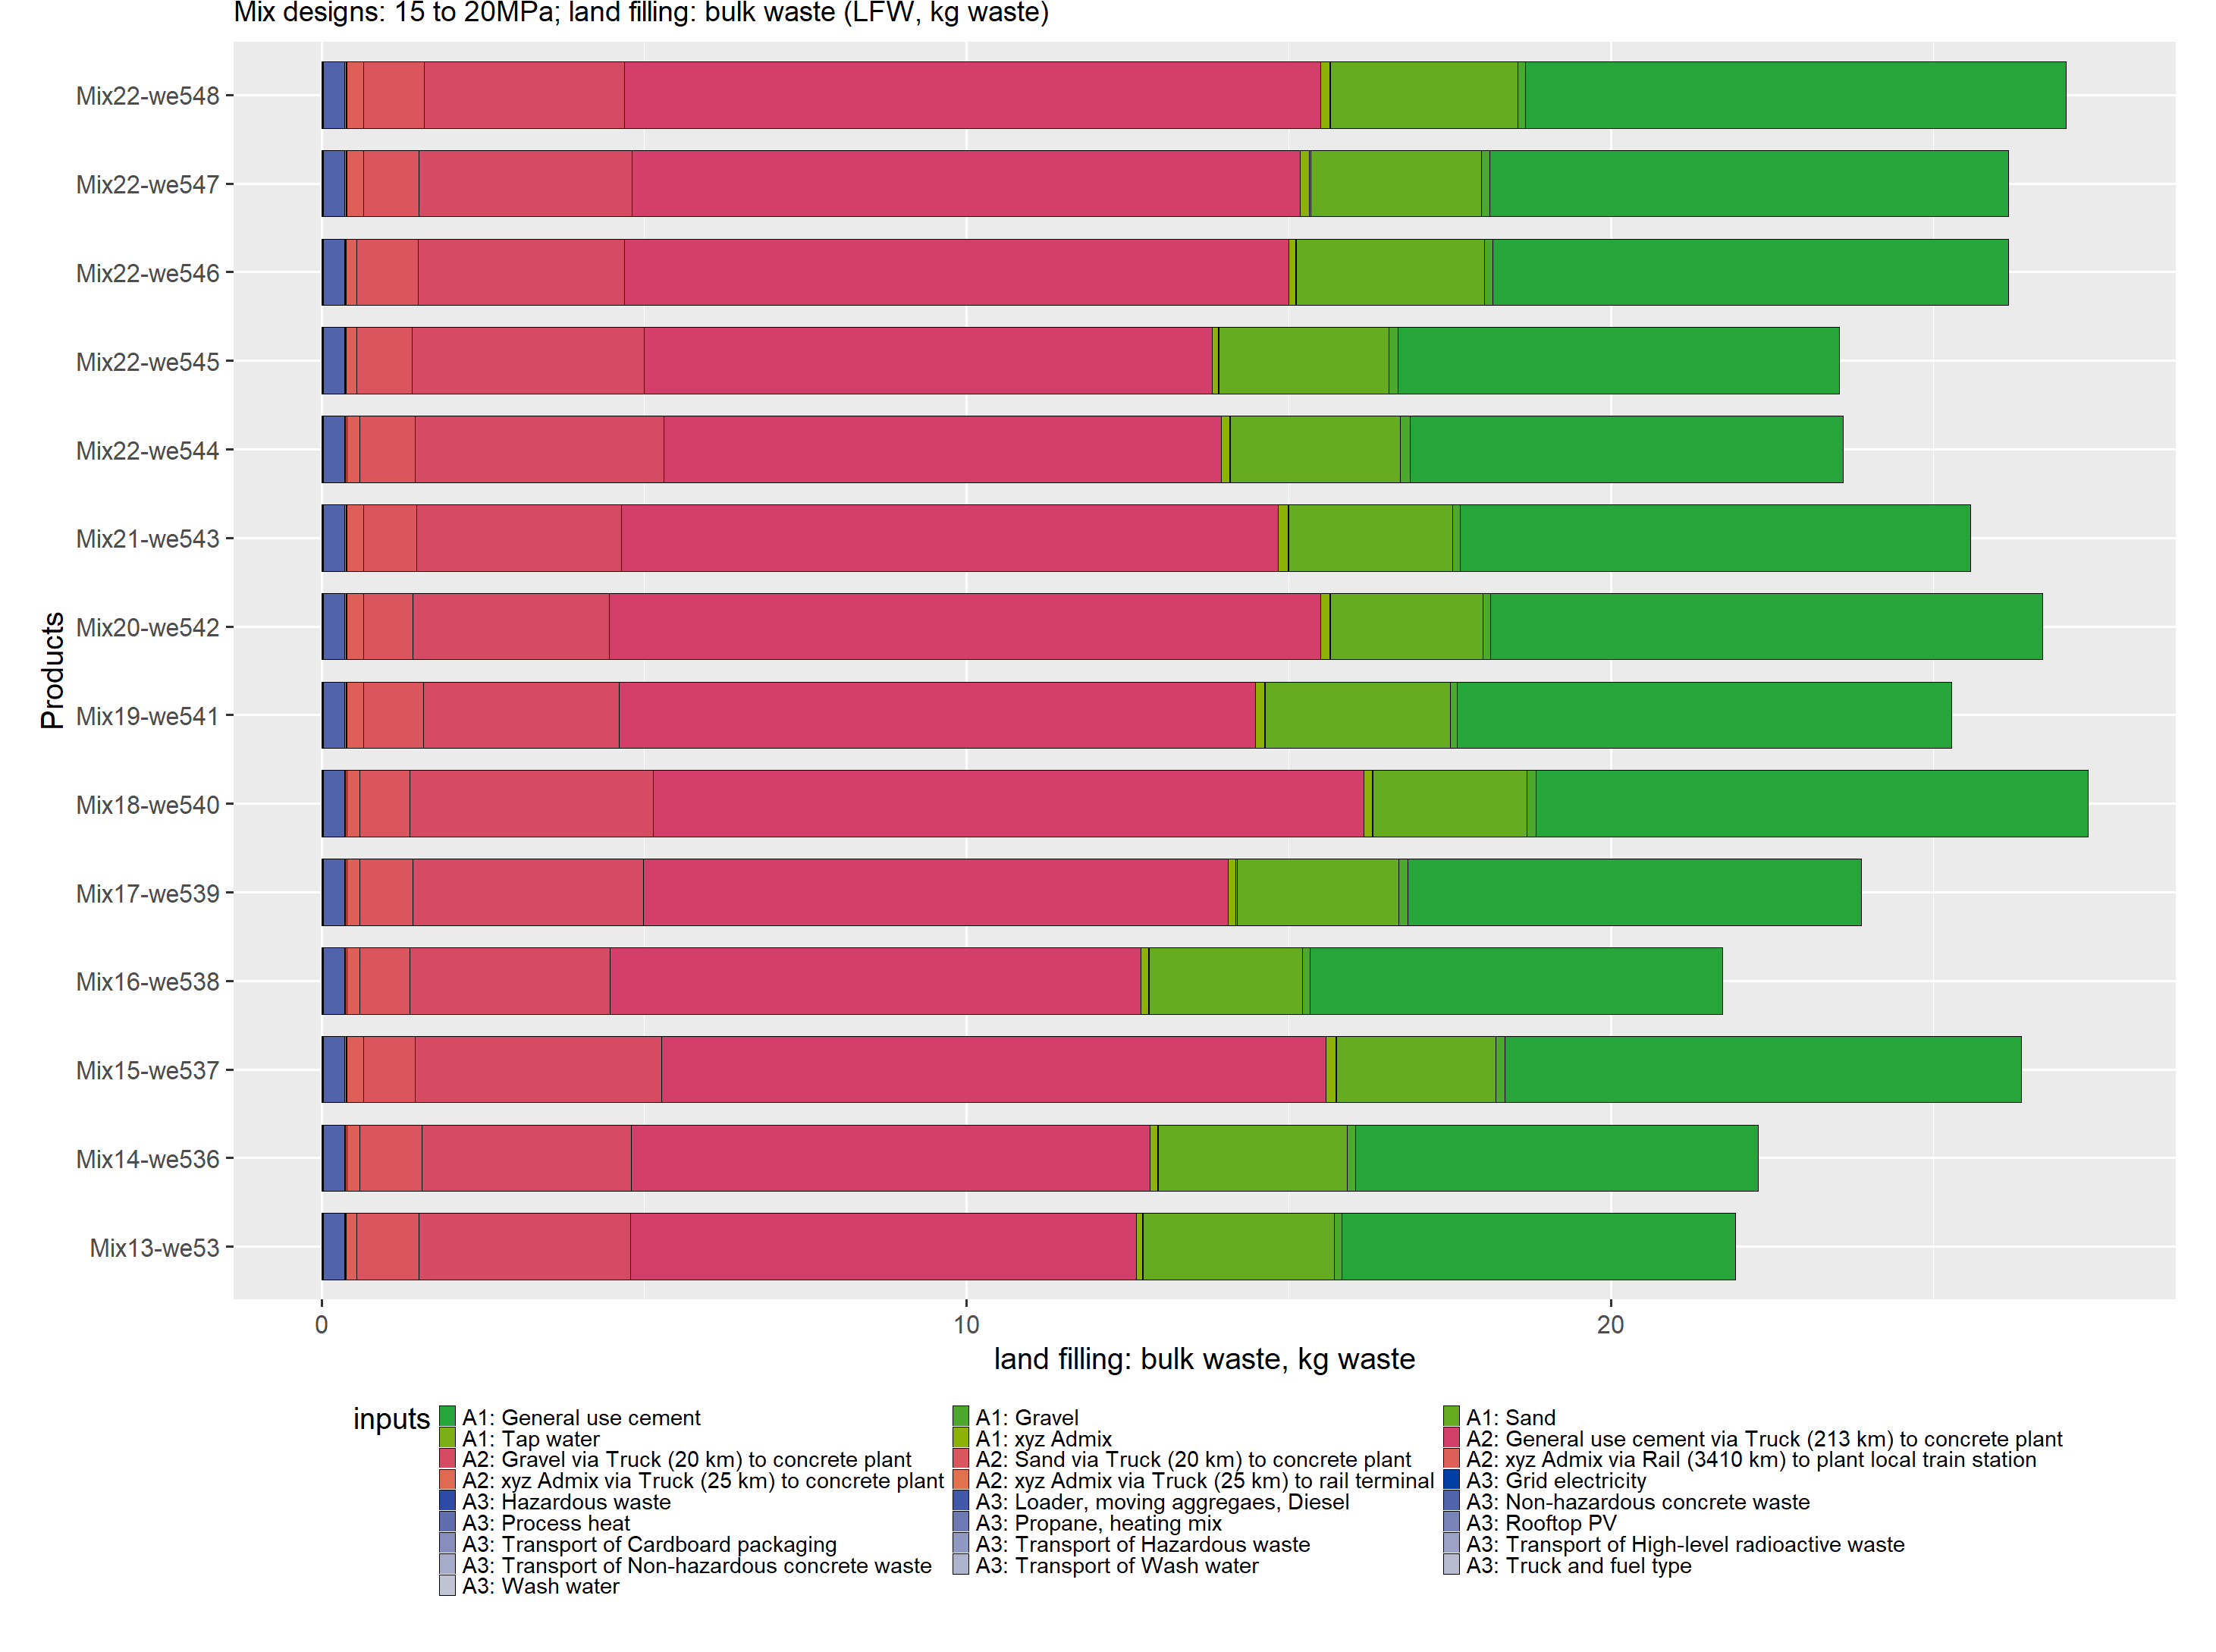 Mix designs: 15 to 20MPa; land filling: bulk waste (LFW, kg waste)
Products
Mix22-we548
Mix22-we547
Mix22-we546
Mix22-we545
Mix22-we544
Mix21-we543
Mix20-we542
Mix19-we541
Mix18-we540
Mix17-we539
Mix16-we538
Mix15-we537
Mix14-we536
Mix13-we53
0 10 20
land filling: bulk waste, kg waste
inputs
A1: General use cement A1: Gravel A1: Sand
A1: Tap water A1: xyz Admix A2: General use cement via Truck (213 km) to concrete plant
A2: Gravel via Truck (20 km) to concrete plant A2: Sand via Truck (20 km) to concrete plant A2: xyz Admix via Rail (3410 km) to plant local train station
A2: xyz Admix via Truck (25 km) to concrete plant A2: xyz Admix via Truck (25 km) to rail terminal A3: Grid electricity
A3: Hazardous waste A3: Loader, moving aggregaes, Diesel A3: Non-hazardous concrete waste
A3: Process heat A3: Propane, heating mix A3: Rooftop PV
A3: Transport of Cardboard packaging A3: Transport of Hazardous waste A3: Transport of High-level radioactive waste
A3: Transport of Non-hazardous concrete waste A3: Transport of Wash water A3: Truck and fuel type
A3: Wash water